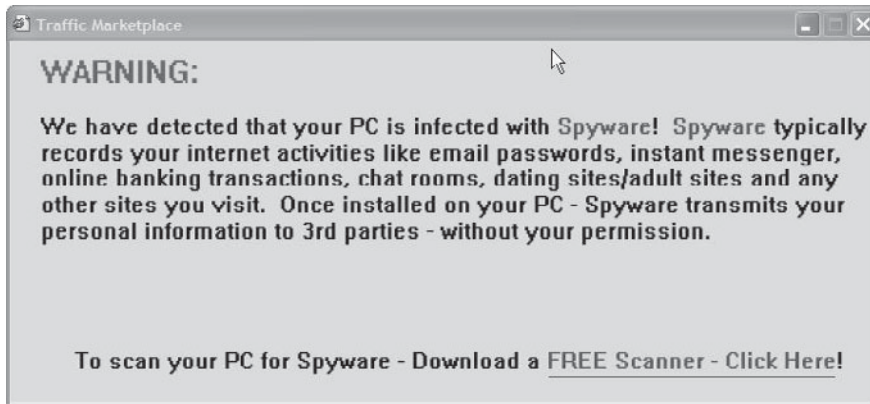 Traffic Marketplace
WARNING:
We have detected that your PC is infected with Spyware! Spyware typically
records your internet activities like email passwords, instant messenger,
online banking transactions, chat rooms, dating sites/adult sites and any
other sites you visit. Once installed on your PC - Spyware transmits your
personal information to 3rd parties - without your permission.
To scan your PC for Spyware - Download a FREE Scanner - Click Here!